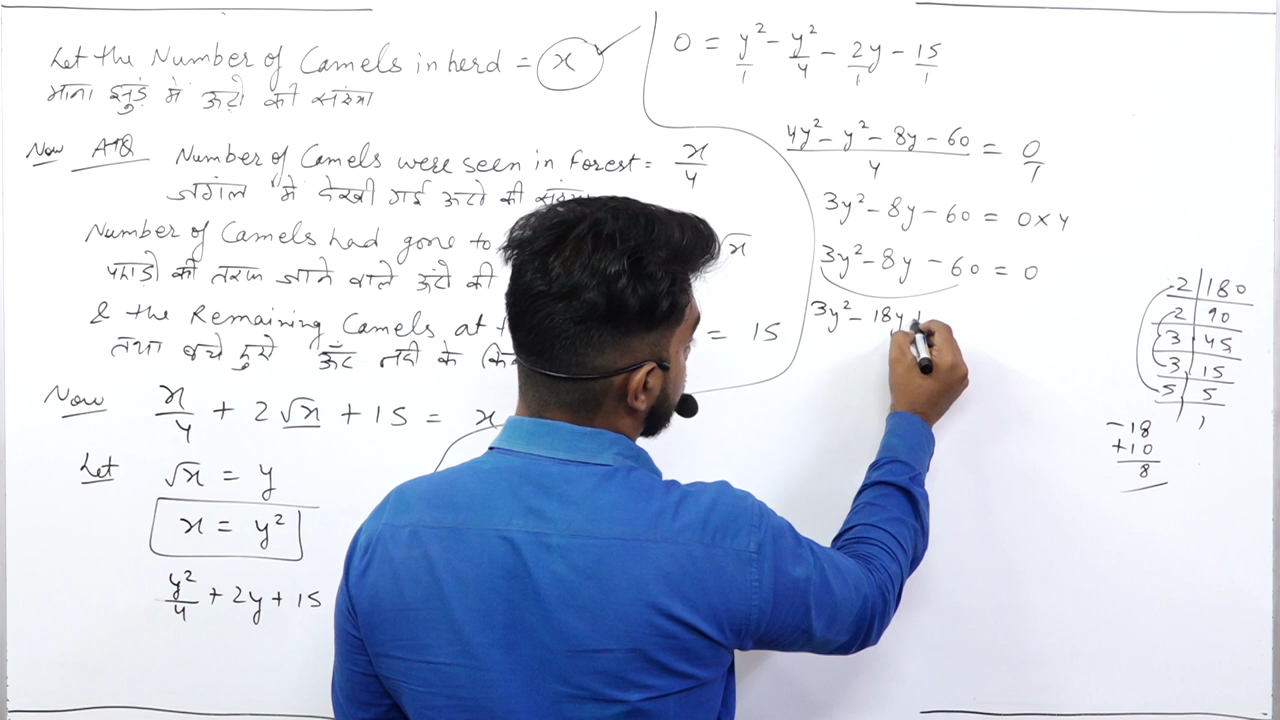 Let the Number of Camels in herd = x
माना झुंड में ऊंटो की संख्या
Now ATQ Number of Camels were seen in Forest = x/4
जगंल में देखी गई ऊंटो की संख्या
Number of Camels had gone to √x
पहाड़ो की तरफ जाने वाले ऊंटो की
& the Remaining Camels at = 15
तथा बचे हुये ऊँट नदी के
Now x/4 + 2√x + 15 = x
Let √x = y
x = y²
y²/4 + 2y + 15
0 = y²/1 - y²/4 - 2y/1 - 15/1
(4y² - y² - 8y - 60)/4 = 0/1
3y² - 8y - 60 = 0 × 4
3y² - 8y - 60 = 0
3y² - 18y +
2 | 180
2 | 90
3 | 45
3 | 15
5 | 5
1
-18
+10
8